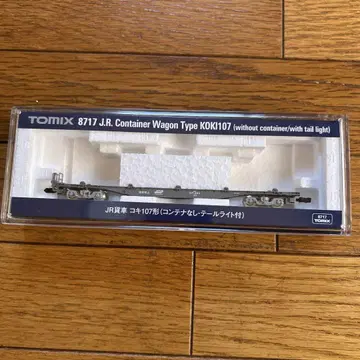 TOMIX 8717 J.R. Container Wagon Type KOKI107 (without container/with tail light)
JR貨車 コキ107形(コンテナなし・テールライト付)
8717
TOMIX